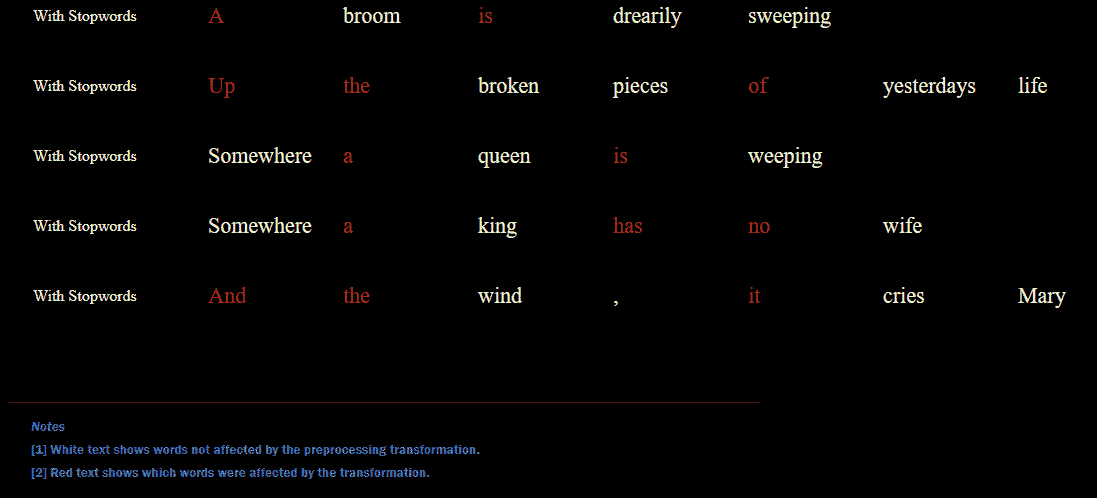 With Stopwords A broom is drearily sweeping
With Stopwords Up the broken pieces of yesterdays life
With Stopwords Somewhere a queen is weeping
With Stopwords Somewhere a king has no wife
With Stopwords And the wind , it cries Mary
Notes
[1] White text shows words not affected by the preprocessing transformation.
[2] Red text shows which words were affected by the transformation.